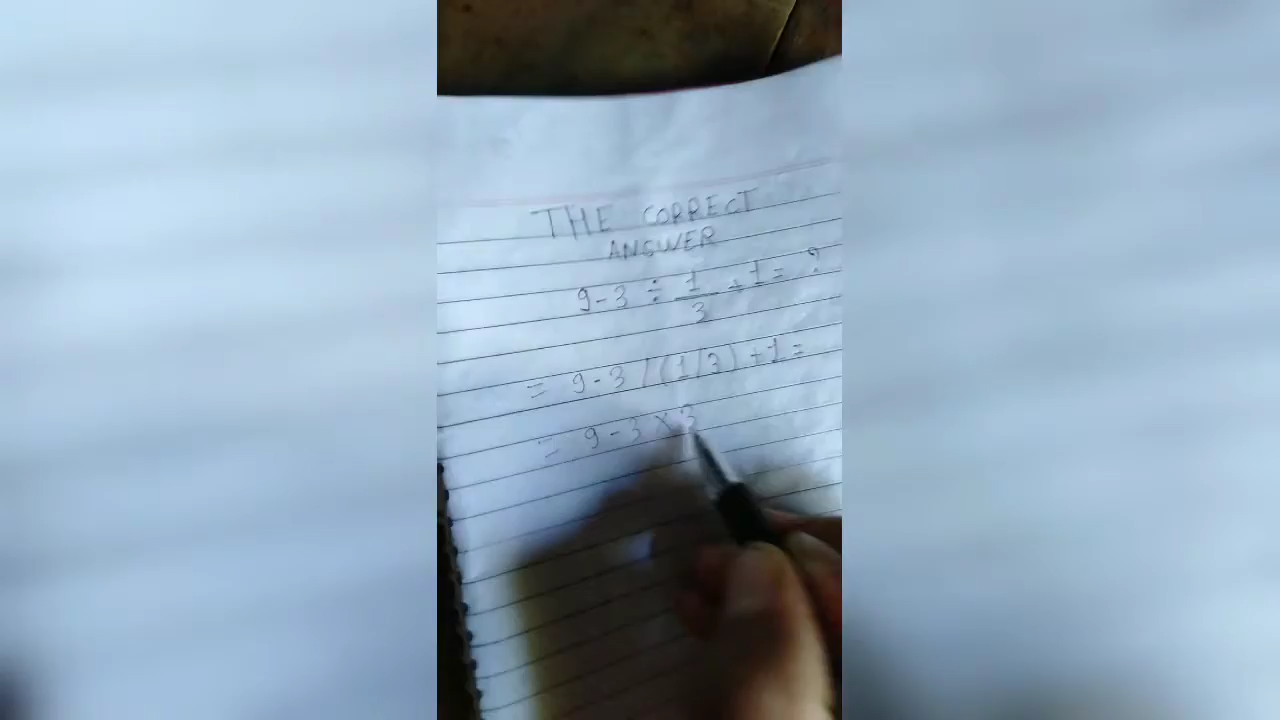 THE CORRECT
ANSWER
9-3 ÷ 1/3 +1 = ?
= 9-3 / (1/3) +1 =
= 9-3 × 3